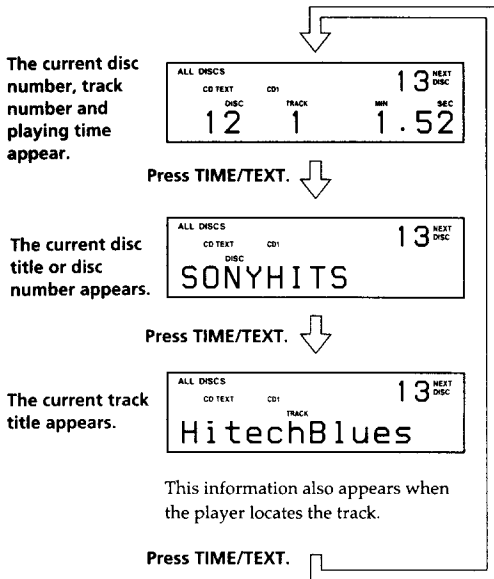 The current disc
number, track
number and
playing time
appear.
ALL DISCS
CD TEXT CD1 13 NEXT DISC
DISC TRACK MIN SEC
12 1 1.52
Press TIME/TEXT.
The current disc
title or disc
number appears.
ALL DISCS
CD TEXT CD1 13 NEXT DISC
DISC
SONYHITS
Press TIME/TEXT.
The current track
title appears.
ALL DISCS
CD TEXT CD1 13 NEXT DISC
TRACK
HitechBlues
This information also appears when
the player locates the track.
Press TIME/TEXT.